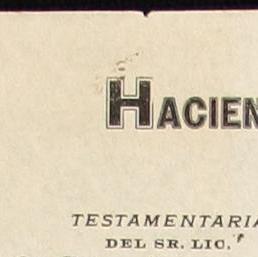 HACIEN
TESTAMENTARIA
DEL SR. LIC.